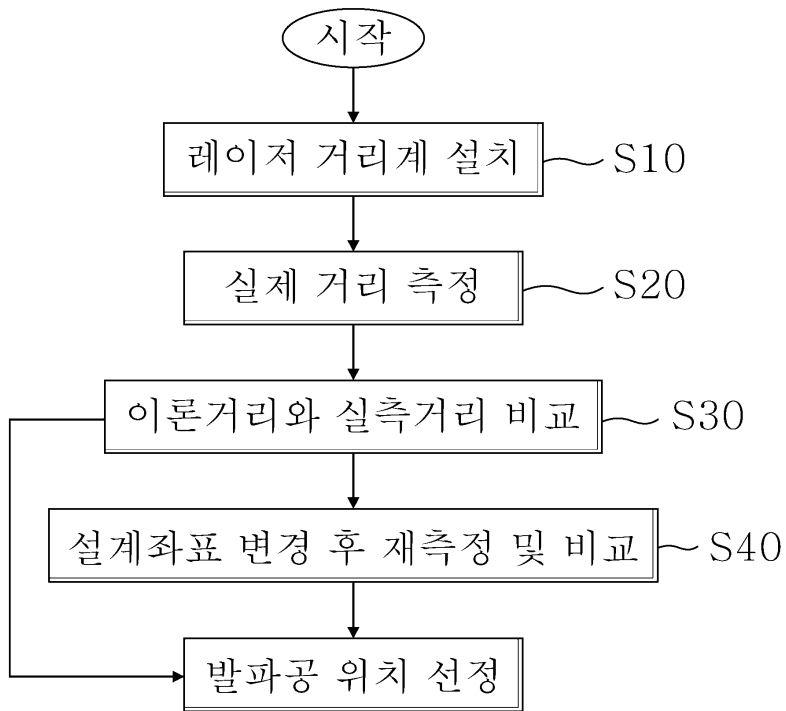 시작
레이저 거리계 설치
S10
실제 거리 측정
S20
이론거리와 실측거리 비교
S30
설계좌표 변경 후 재측정 및 비교
S40
발파공 위치 선정